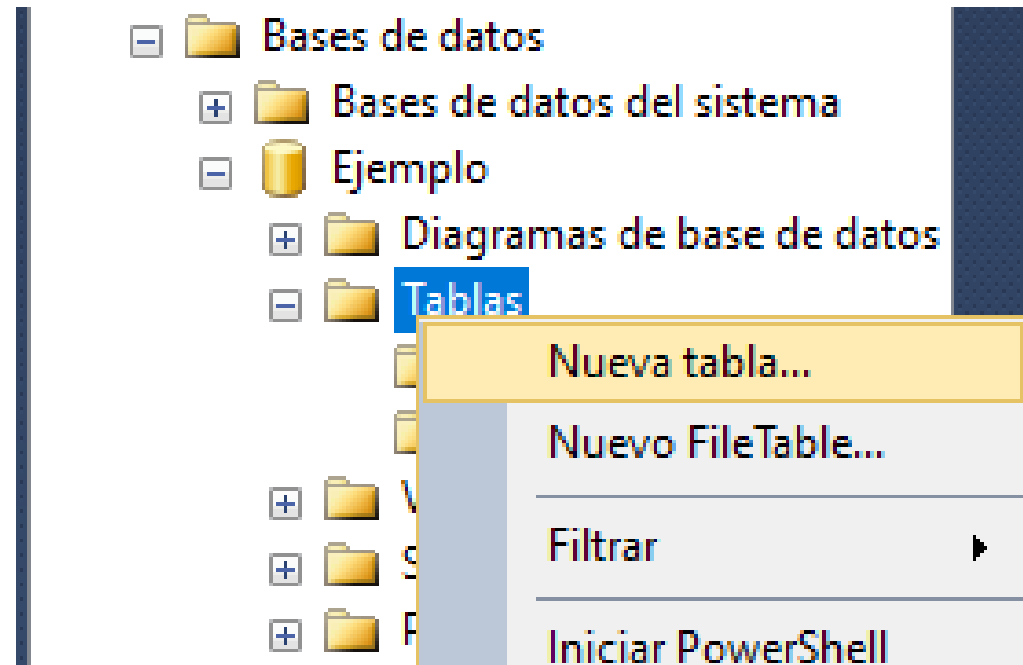 Bases de datos
Bases de datos del sistema
Ejemplo
Diagramas de base de datos
Tablas
Nueva tabla...
Nuevo FileTable...
Filtrar
Iniciar PowerShell